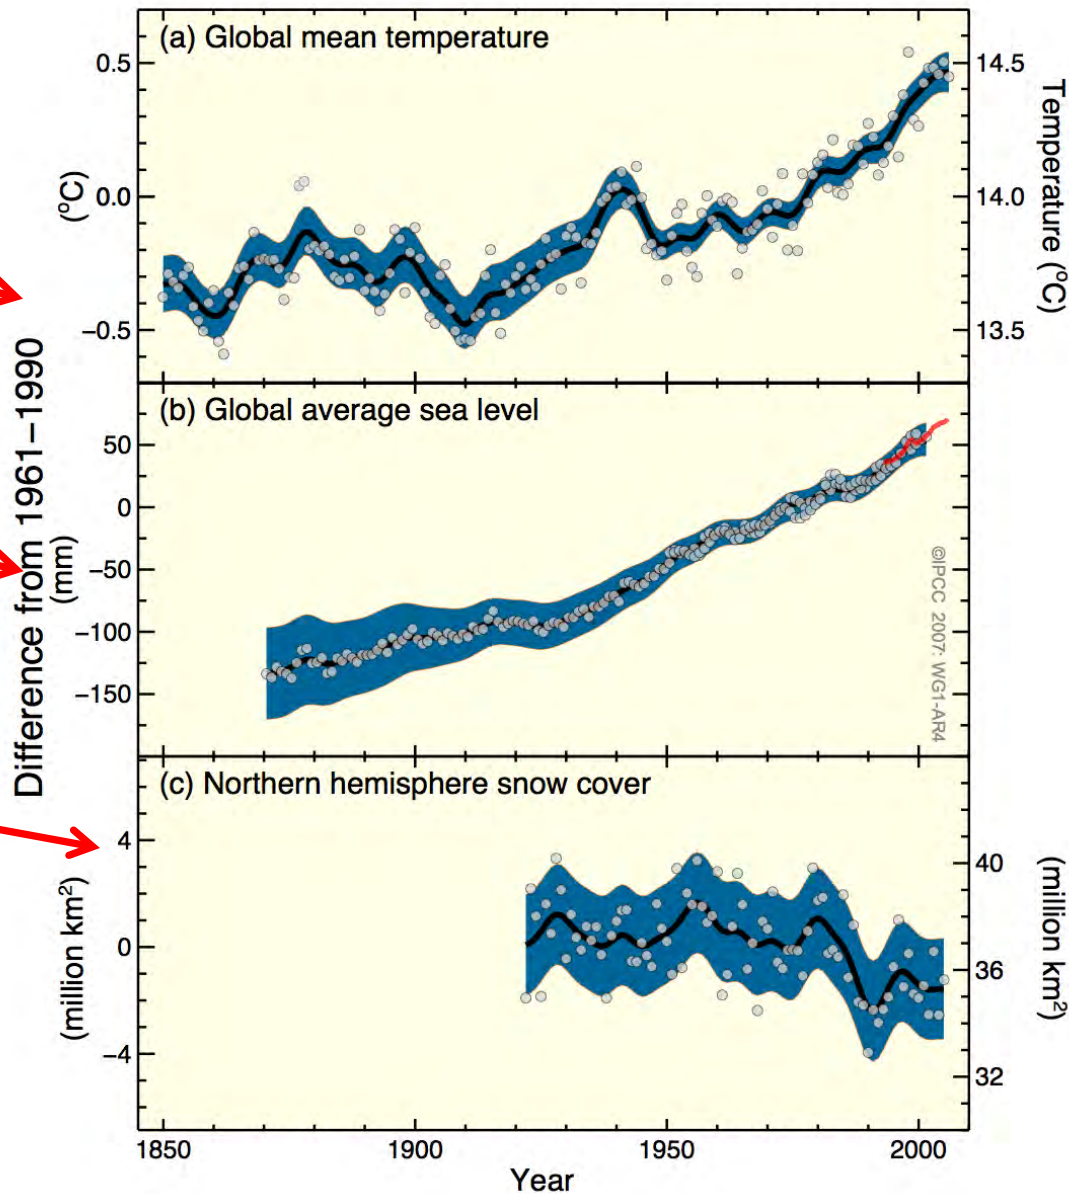 (a) Global mean temperature
0.5
0.0
−0.5
(°C)
14.5
14.0
13.5
Temperature (°C)
Difference from 1961–1990
(b) Global average sea level
50
0
−50
−100
−150
(mm)
©IPCC 2007: WG1-AR4
(c) Northern hemisphere snow cover
4
0
−4
(million km²)
40
36
32
(million km²)
1850
1900
1950
2000
Year